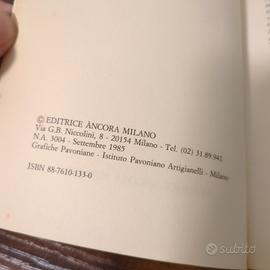 © EDITRICE ÀNCORA MILANO
Via G.B. Niccolini, 8 - 20154 Milano - Tel. (02) 31.89.941
N.A. 3004 - Settembre 1985
Grafiche Pavoniane - Istituto Pavoniano Artigianelli - Milano
ISBN 88-7610-133-0
subito